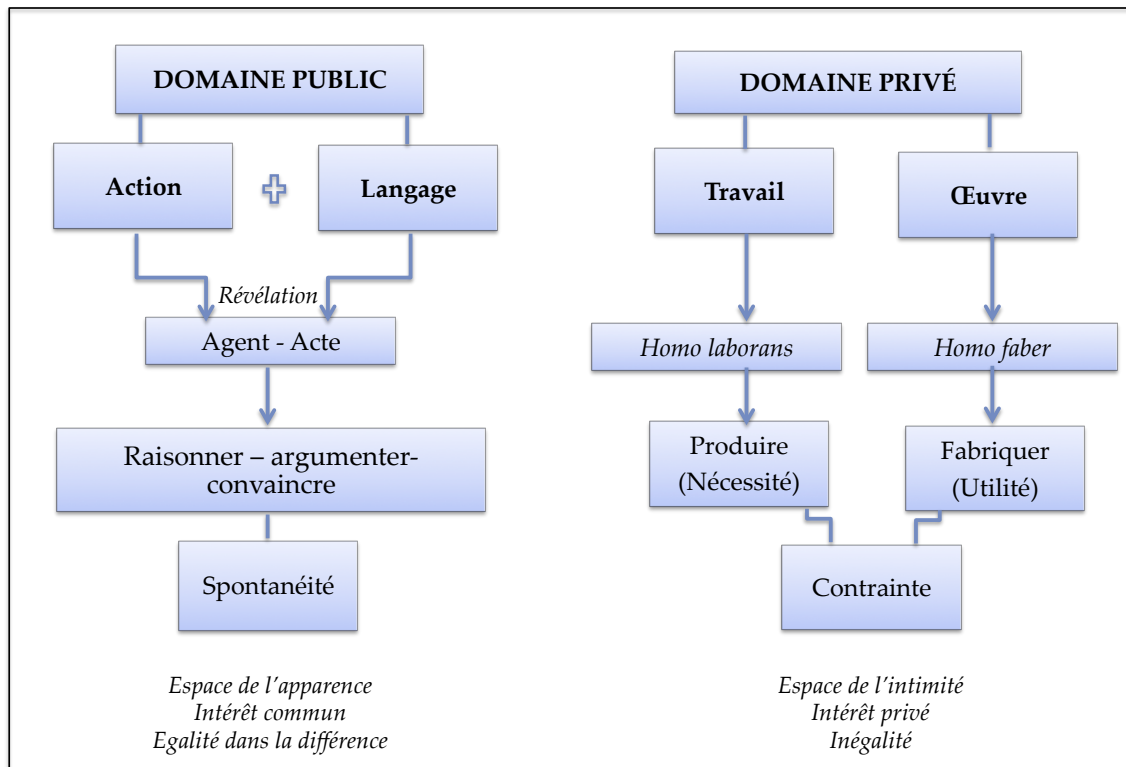 DOMAINE PUBLIC
Action
Langage
Révélation
Agent - Acte
Raisonner – argumenter-
convaincre
Spontanéité
Espace de l’apparence
Intérêt commun
Egalité dans la différence
DOMAINE PRIVÉ
Travail
Œuvre
Homo laborans
Homo faber
Produire
(Nécessité)
Fabriquer
(Utilité)
Contrainte
Espace de l’intimité
Intérêt privé
Inégalité